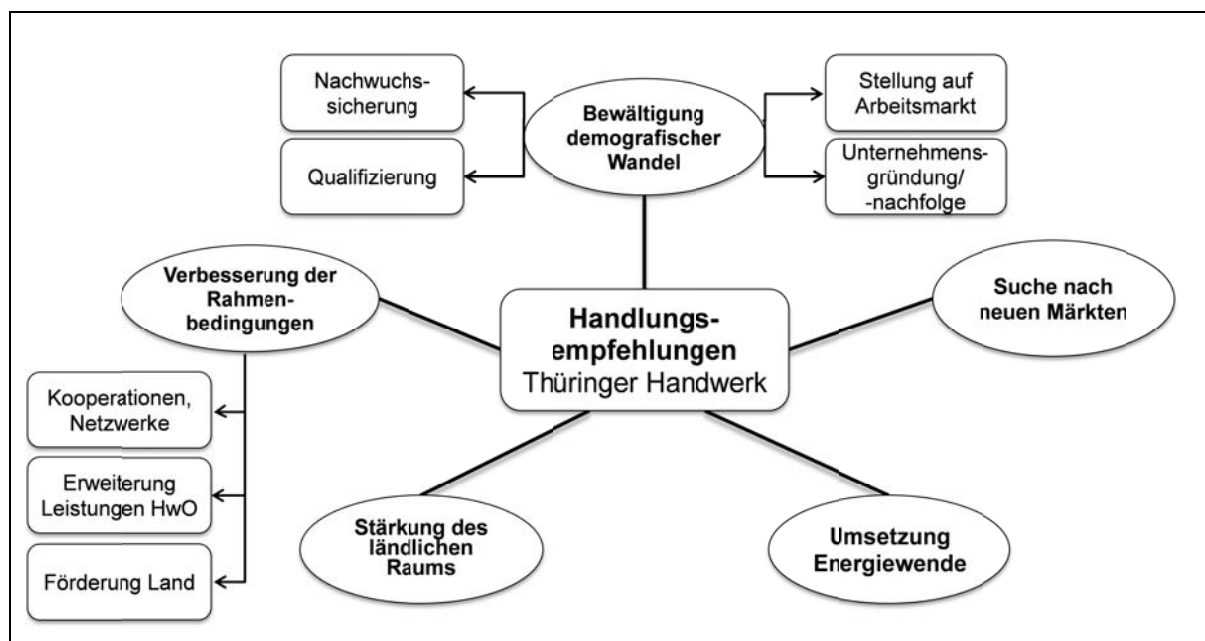 Nachwuchs-
sicherung
Qualifizierung
Bewältigung
demografischer
Wandel
Stellung auf
Arbeitsmarkt
Unternehmens-
gründung/
-nachfolge
Verbesserung der
Rahmen-
bedingungen
Suche nach
neuen Märkten
Handlungs-
empfehlungen
Thüringer Handwerk
Kooperationen,
Netzwerke
Erweiterung
Leistungen HwO
Förderung Land
Stärkung des
ländlichen
Raums
Umsetzung
Energiewende